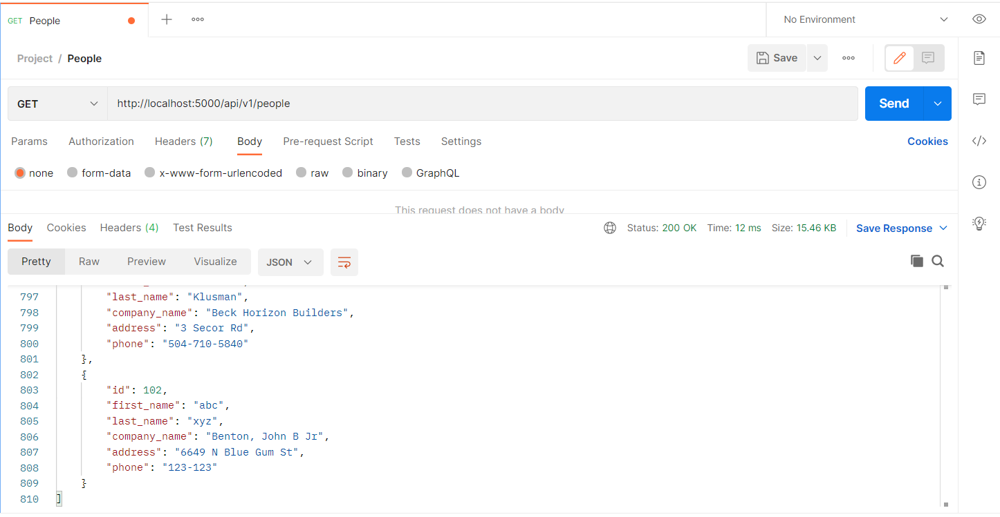 GET People
No Environment
Project / People
Save
GET http://localhost:5000/api/v1/people Send
Params Authorization Headers (7) Body Pre-request Script Tests Settings Cookies
none form-data x-www-form-urlencoded raw binary GraphQL
This request does not have a body
Body Cookies Headers (4) Test Results Status: 200 OK Time: 12 ms Size: 15.46 KB Save Response
Pretty Raw Preview Visualize JSON
797 "last_name": "Klusman",
798 "company_name": "Beck Horizon Builders",
799 "address": "3 Secor Rd",
800 "phone": "504-710-5840"
801 },
802 {
803 "id": 102,
804 "first_name": "abc",
805 "last_name": "xyz",
806 "company_name": "Benton, John B Jr",
807 "address": "6649 N Blue Gum St",
808 "phone": "123-123"
809 }
810 ]